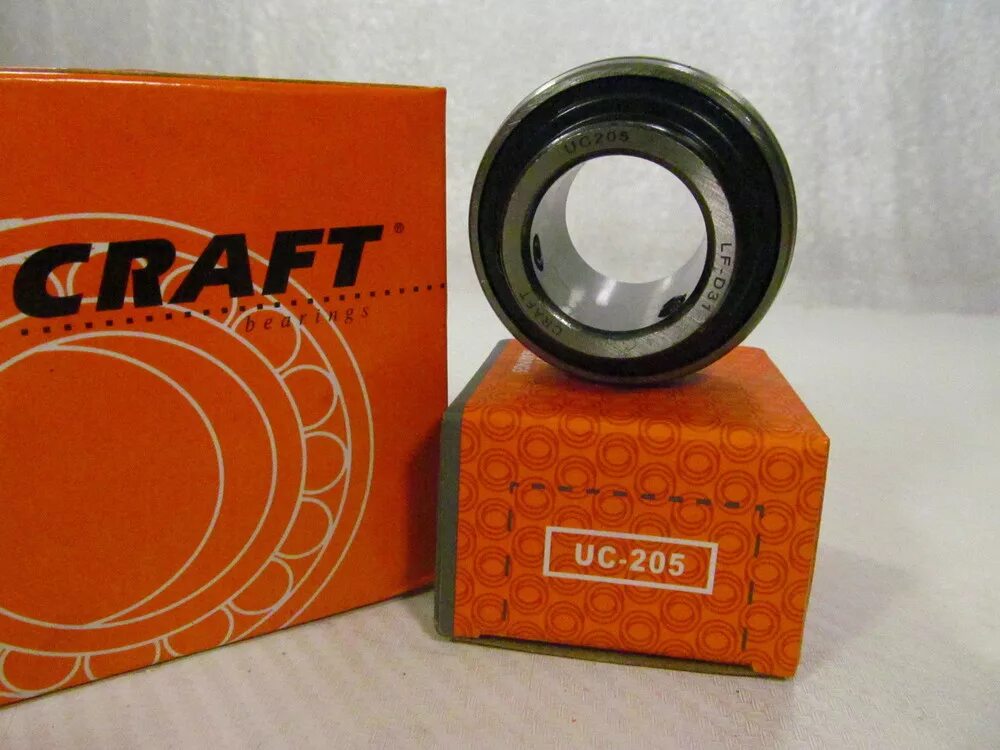 CRAFT®
bearings
UC205
LF-D31
CRAFT
UC-205